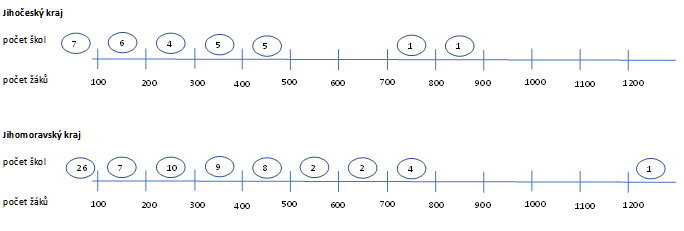 Jihočeský kraj
počet škol 7 6 4 5 5 1 1
počet žáků 100 200 300 400 500 600 700 800 900 1000 1100 1200
Jihomoravský kraj
počet škol 26 7 10 9 8 2 2 4 1
počet žáků 100 200 300 400 500 600 700 800 900 1000 1100 1200